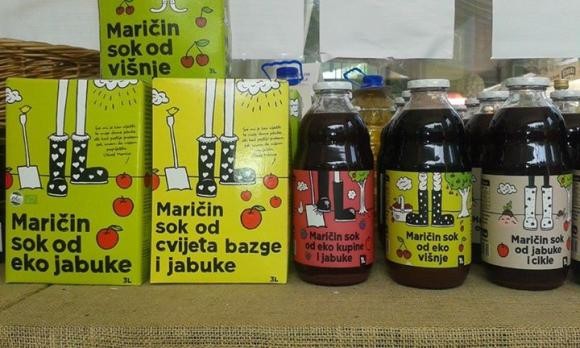 Maričin
sok od
višnje
3L
Maričin
sok od
eko jabuke
3L
Maričin
sok od
cvijeta bazge
i jabuke
3L
Maričin sok
od eko kupine
i jabuke
Maričin sok
od eko
višnje
Maričin sok
od jabuke
i cikle